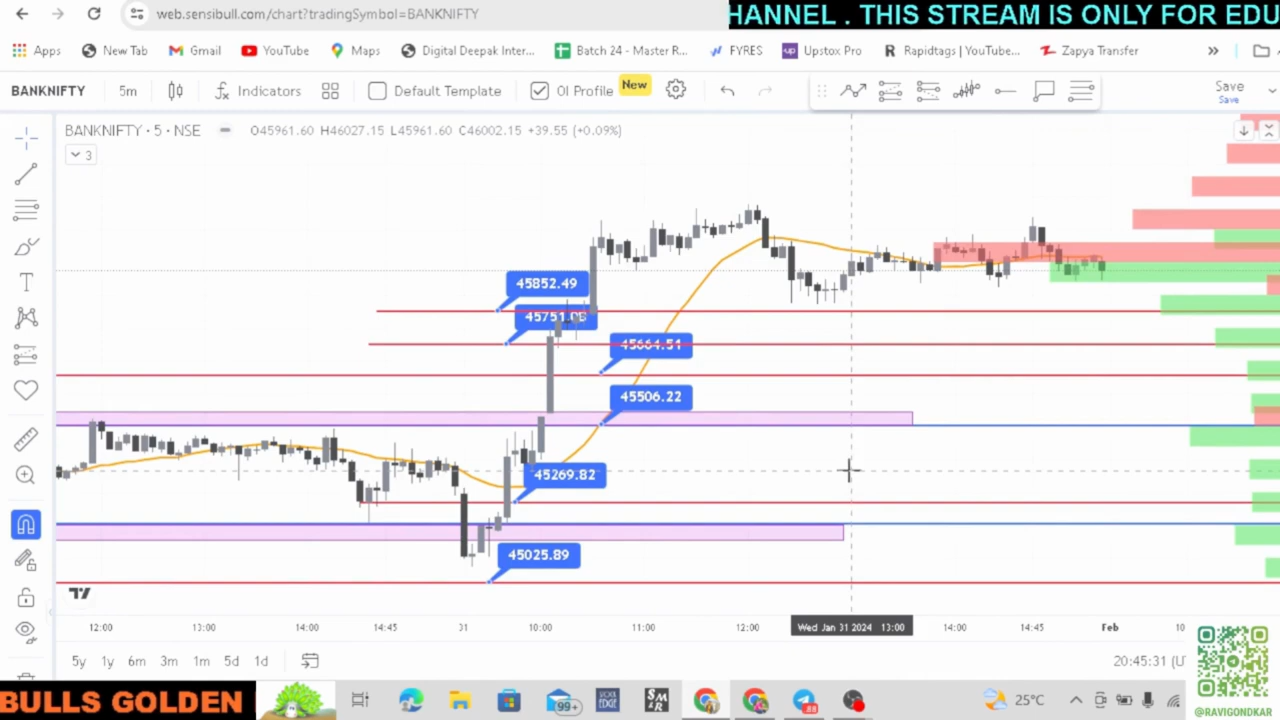 web.sensibull.com/chart?tradingSymbol=BANKNIFTY
HANNEL . THIS STREAM IS ONLY FOR EDU
Apps New Tab Gmail YouTube Maps Digital Deepak Inter... Batch 24 - Master R... FYRES Upstox Pro Rapidtags | YouTube... Zapya Transfer »
BANKNIFTY 5m Indicators Default Template OI Profile New Save
Save
BANKNIFTY · 5 · NSE O45961.60 H46027.15 L45961.60 C46002.15 +39.55 (+0.09%)
3
45852.49
45751.08
45664.51
45506.22
45269.82
45025.89
12:00 13:00 14:00 14:45 31 10:00 11:00 12:00 Wed Jan 31 2024 13:00 14:00 14:45 Feb 10
5y 1y 6m 3m 1m 5d 1d 20:45:31 (U
BULLS GOLDEN 99+ 25°C
@RAVIGONDKAR